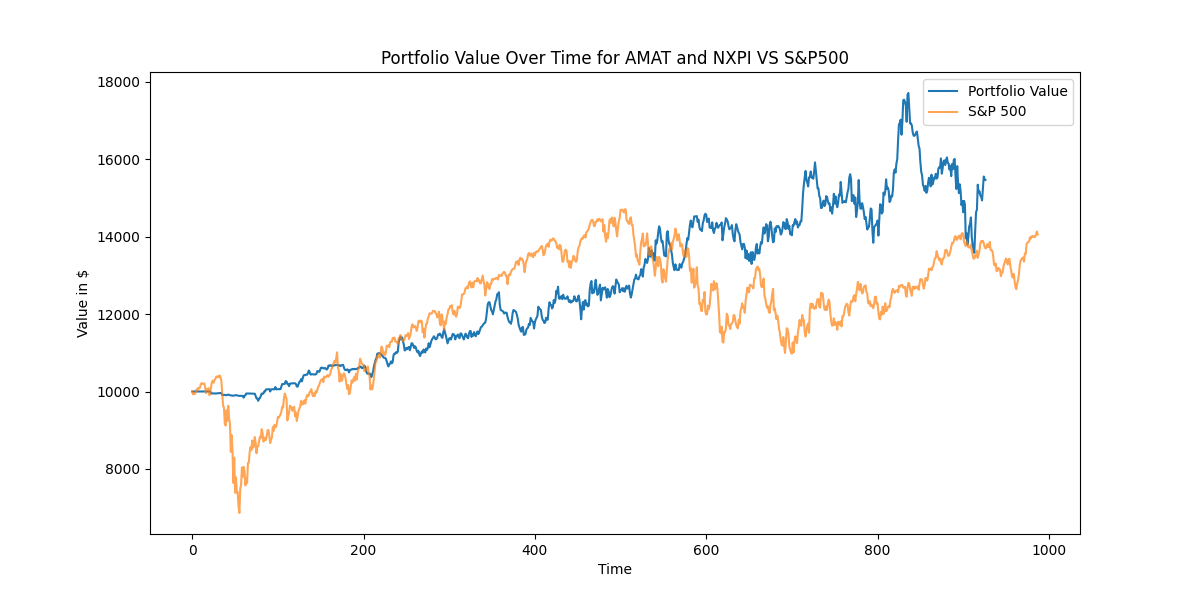 Portfolio Value Over Time for AMAT and NXPI VS S&P500
Portfolio Value
S&P 500
18000
16000
14000
12000
10000
8000
Value in $
0 200 400 600 800 1000
Time